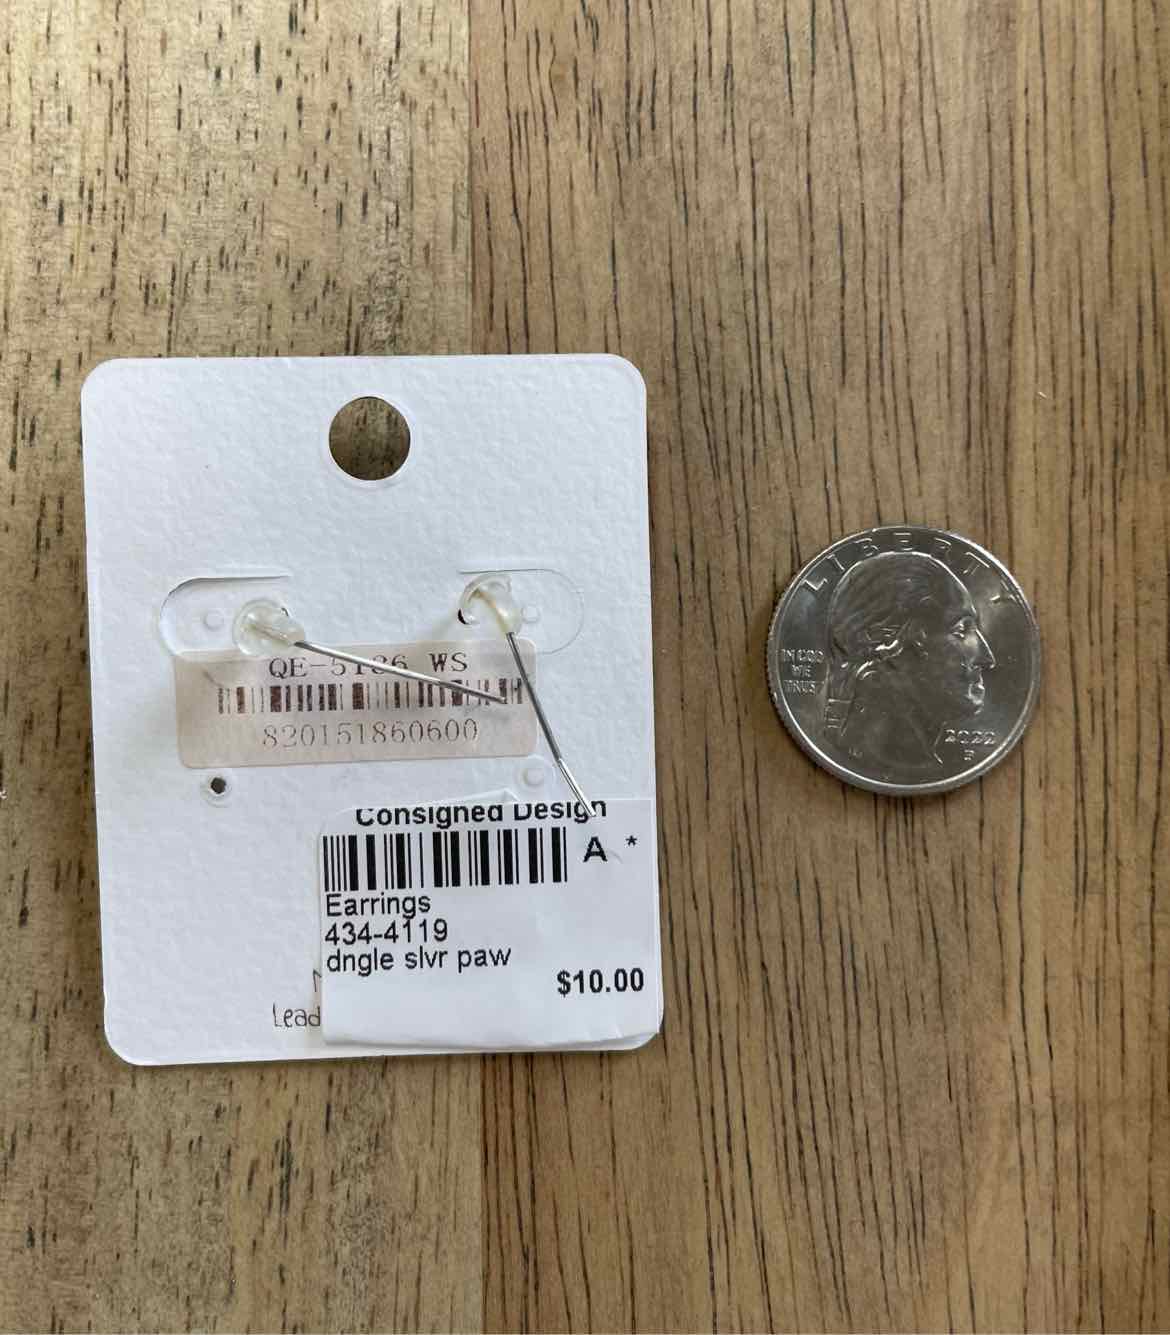 QE-5186 WS
820151860600
Consigned Design
A *
Earrings
434-4119
dngle slvr paw
$10.00
Lead
LIBERTY
IN GOD
WE
TRUST
2022